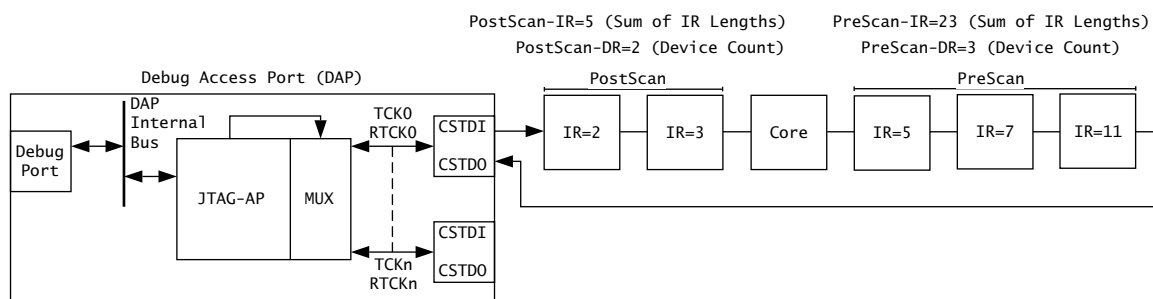 PostScan-IR=5 (Sum of IR Lengths)
PreScan-IR=23 (Sum of IR Lengths)
PostScan-DR=2 (Device Count)
PreScan-DR=3 (Device Count)
Debug Access Port (DAP)
PostScan
PreScan
DAP
Internal
Bus
Debug
Port
JTAG-AP
MUX
TCK0
RTCK0
CSTDI
CSTDO
IR=2
IR=3
Core
IR=5
IR=7
IR=11
CSTDI
CSTDO
TCKn
RTCKn